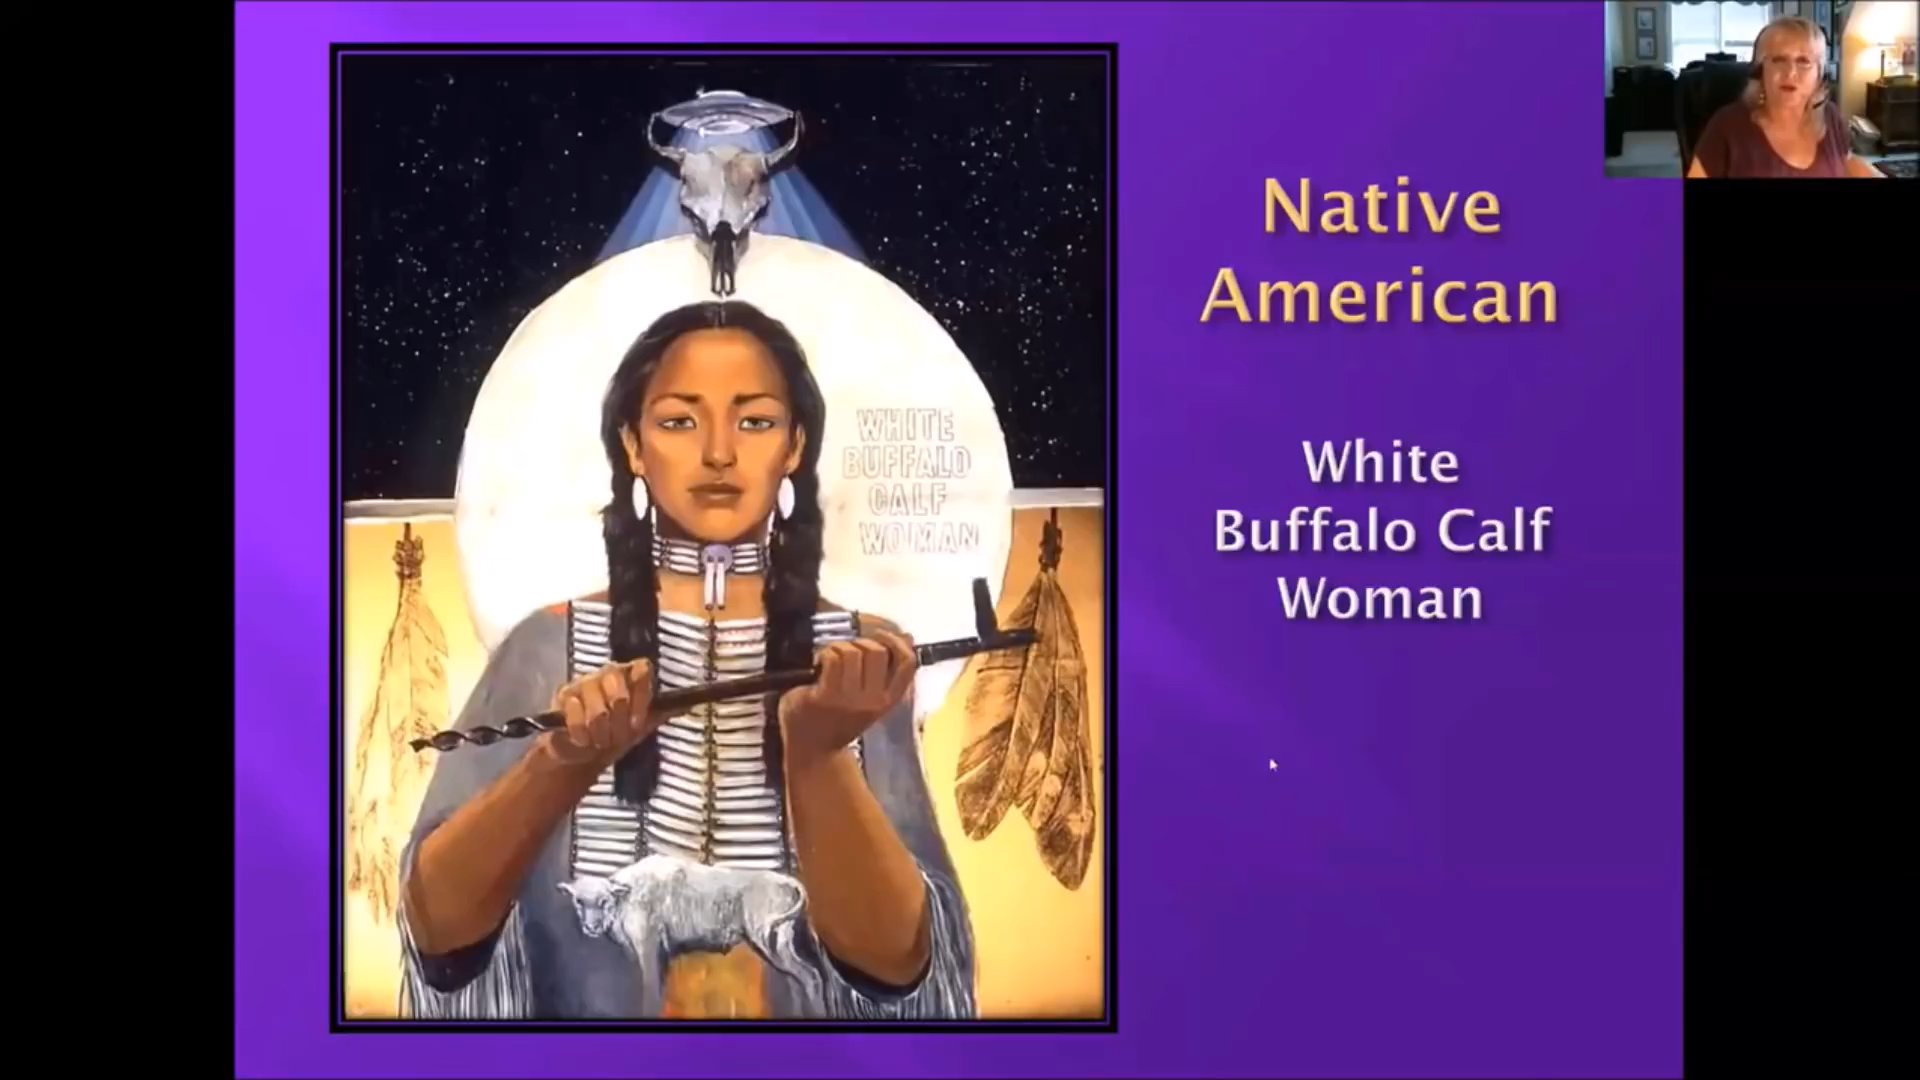 Native
American
White
Buffalo Calf
Woman
WHITE
BUFFALO
CALF
WOMAN